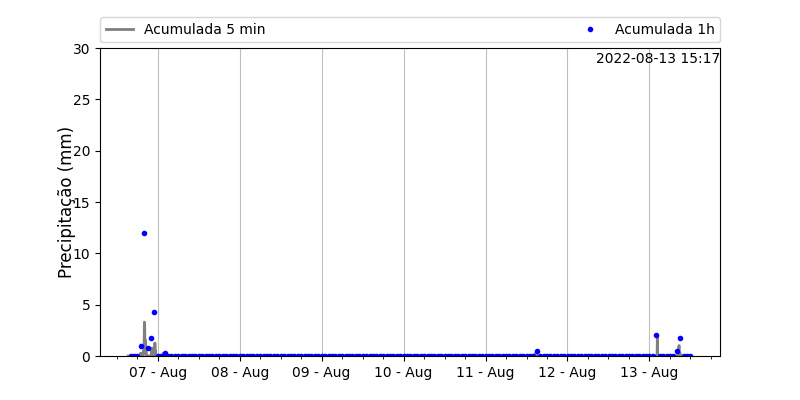 Acumulada 5 min
Acumulada 1h
2022-08-13 15:17
Precipitação (mm)
30
25
20
15
10
5
0
07 - Aug
08 - Aug
09 - Aug
10 - Aug
11 - Aug
12 - Aug
13 - Aug